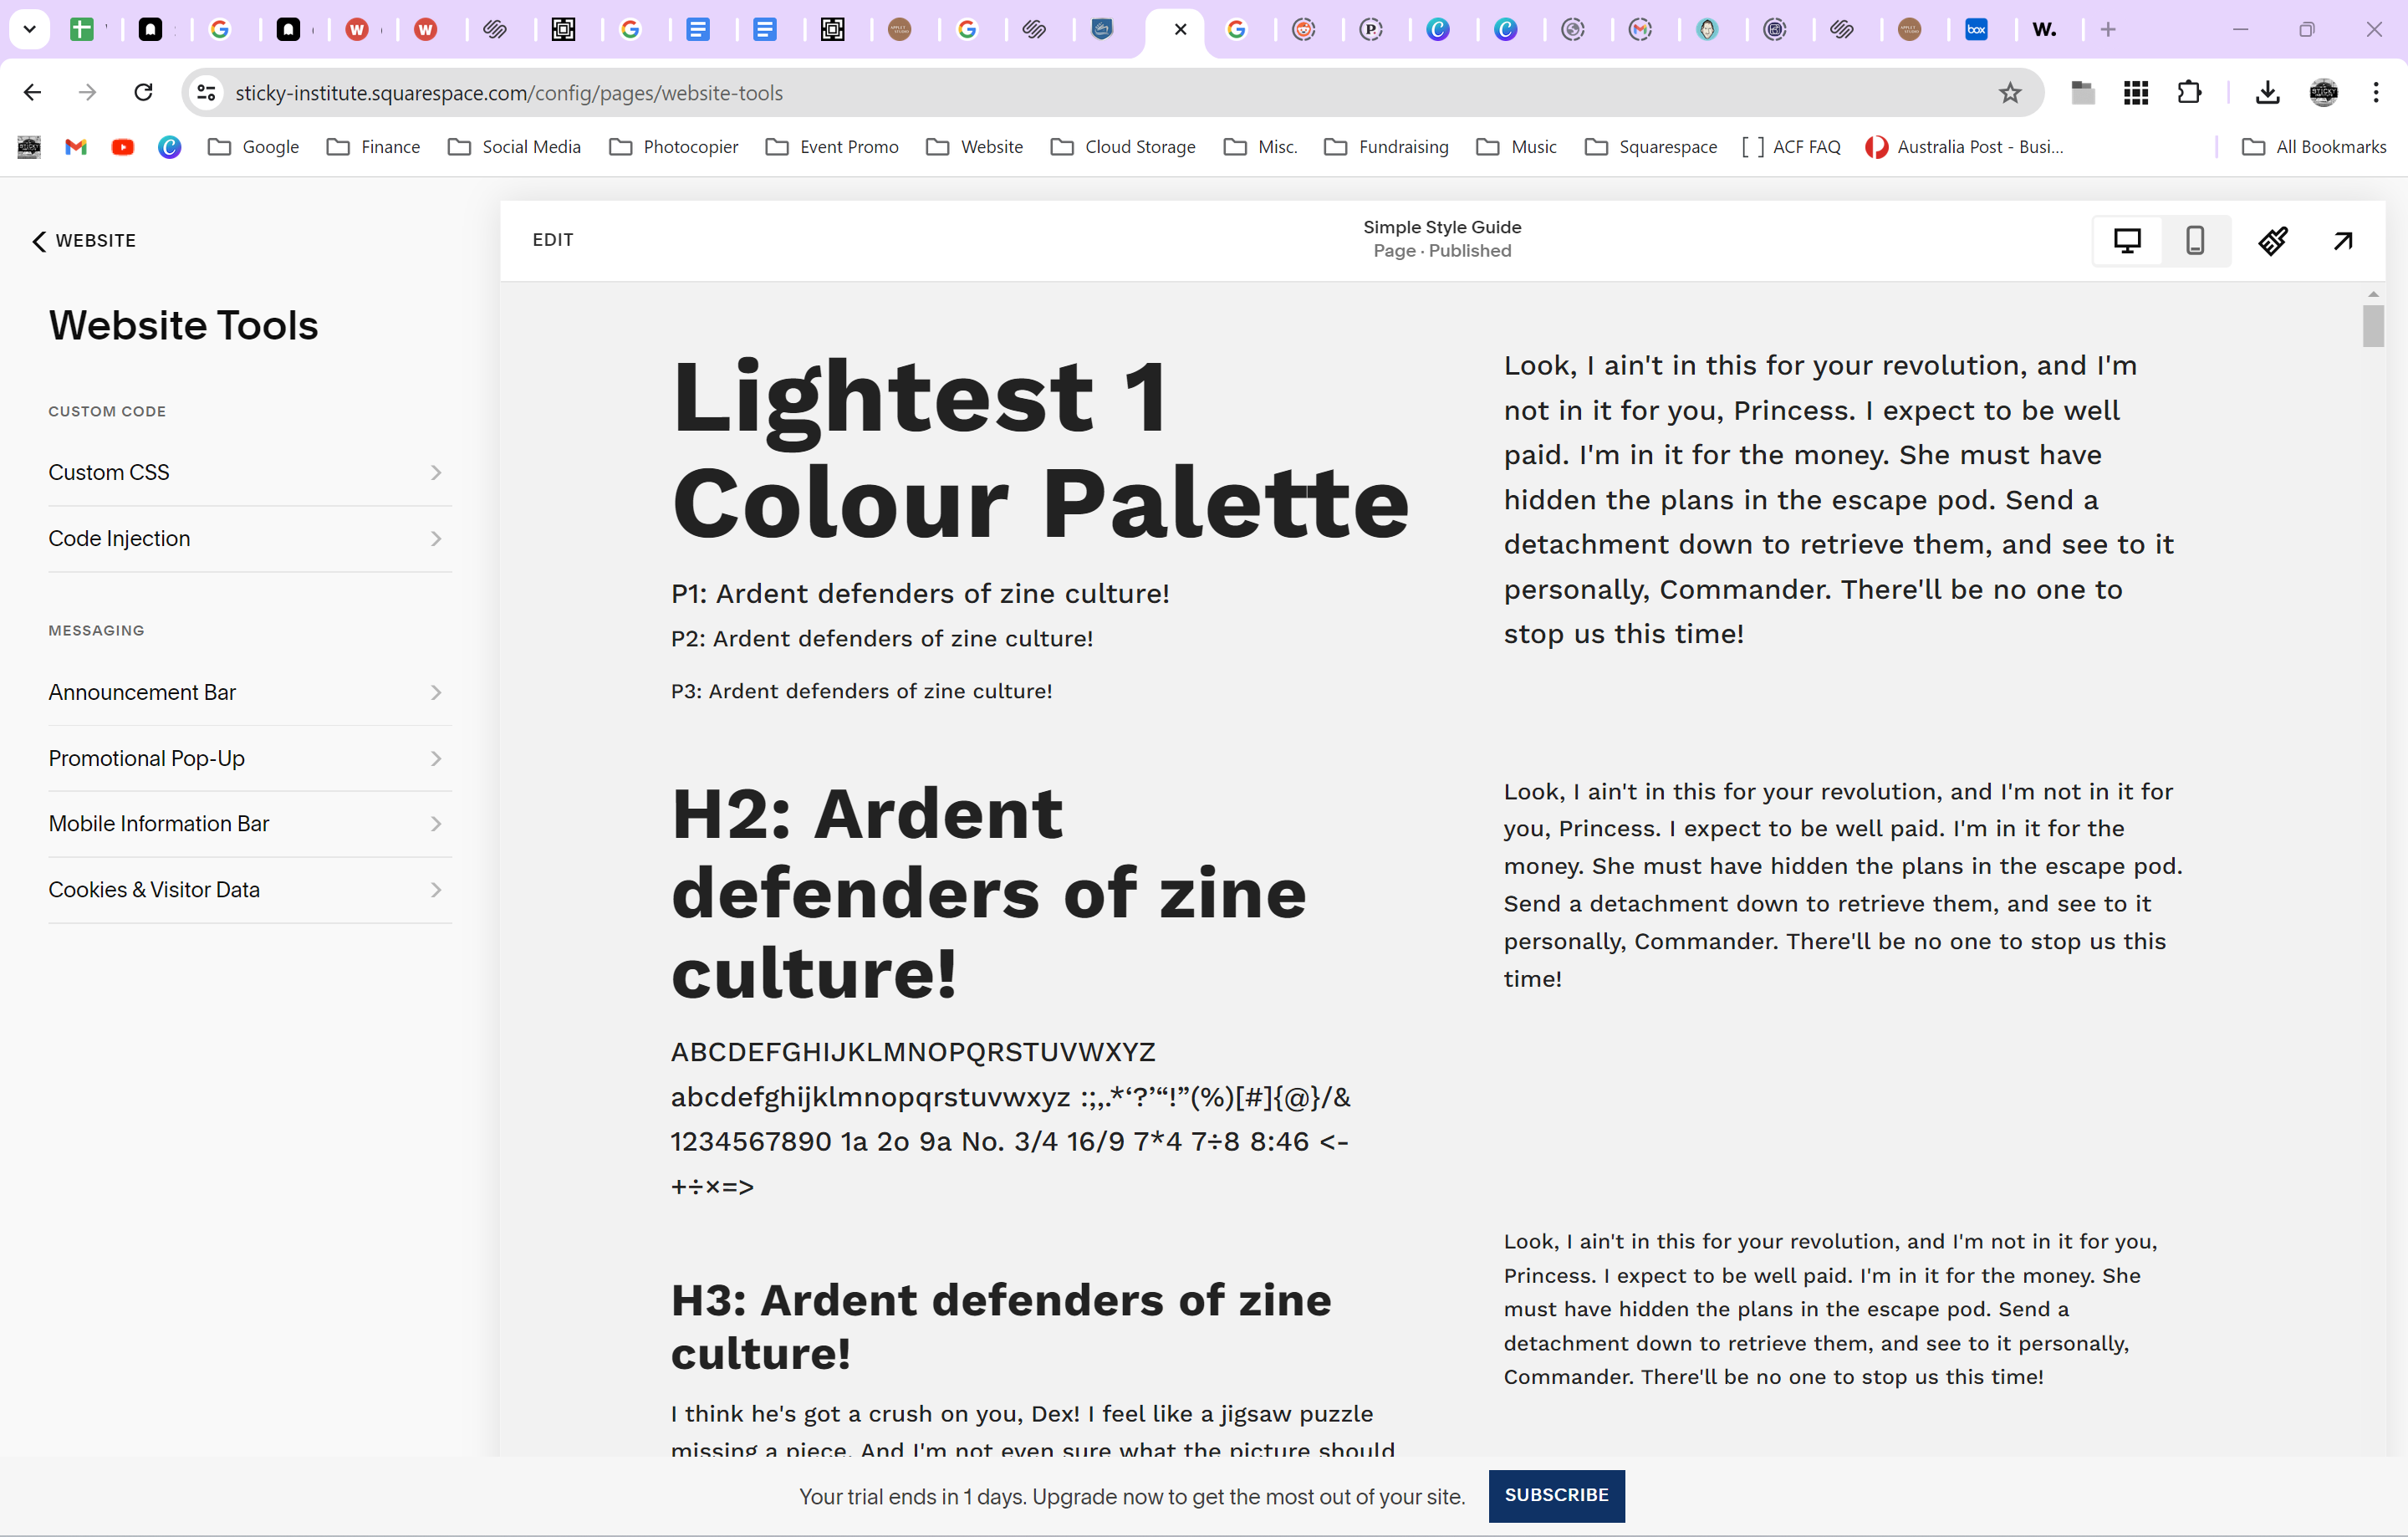 sticky-institute.squarespace.com/config/pages/website-tools
Google
Finance
Social Media
Photocopier
Event Promo
Website
Cloud Storage
Misc.
Fundraising
Music
Squarespace
[ ] ACF FAQ
Australia Post - Busi...
All Bookmarks
WEBSITE
Website Tools
CUSTOM CODE
Custom CSS
Code Injection
MESSAGING
Announcement Bar
Promotional Pop-Up
Mobile Information Bar
Cookies & Visitor Data
EDIT
Simple Style Guide
Page · Published
Lightest 1
Colour Palette
P1: Ardent defenders of zine culture!
P2: Ardent defenders of zine culture!
P3: Ardent defenders of zine culture!
Look, I ain't in this for your revolution, and I'm
not in it for you, Princess. I expect to be well
paid. I'm in it for the money. She must have
hidden the plans in the escape pod. Send a
detachment down to retrieve them, and see to it
personally, Commander. There'll be no one to
stop us this time!
H2: Ardent
defenders of zine
culture!
ABCDEFGHIJKLMNOPQRSTUVWXYZ
abcdefghijklmnopqrstuvwxyz :;,.*‘?’“!”(%)[#]{@}/&
1234567890 1a 2o 9a No. 3/4 16/9 7*4 7÷8 8:46 <-
+÷×=>
Look, I ain't in this for your revolution, and I'm not in it for
you, Princess. I expect to be well paid. I'm in it for the
money. She must have hidden the plans in the escape pod.
Send a detachment down to retrieve them, and see to it
personally, Commander. There'll be no one to stop us this
time!
H3: Ardent defenders of zine
culture!
I think he's got a crush on you, Dex! I feel like a jigsaw puzzle
missing a piece. And I'm not even sure what the picture should
Look, I ain't in this for your revolution, and I'm not in it for you,
Princess. I expect to be well paid. I'm in it for the money. She
must have hidden the plans in the escape pod. Send a
detachment down to retrieve them, and see to it personally,
Commander. There'll be no one to stop us this time!
Your trial ends in 1 days. Upgrade now to get the most out of your site.
SUBSCRIBE
box
W.